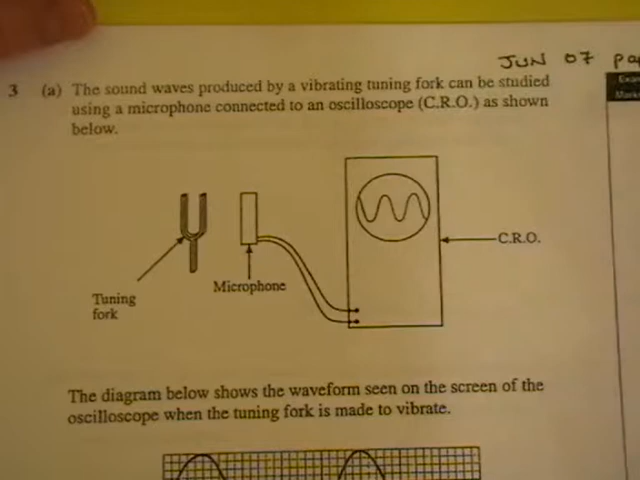 JUN 07
3 (a) The sound waves produced by a vibrating tuning fork can be studied
using a microphone connected to an oscilloscope (C.R.O.) as shown
below.
C.R.O.
Microphone
Tuning
fork
The diagram below shows the waveform seen on the screen of the
oscilloscope when the tuning fork is made to vibrate.